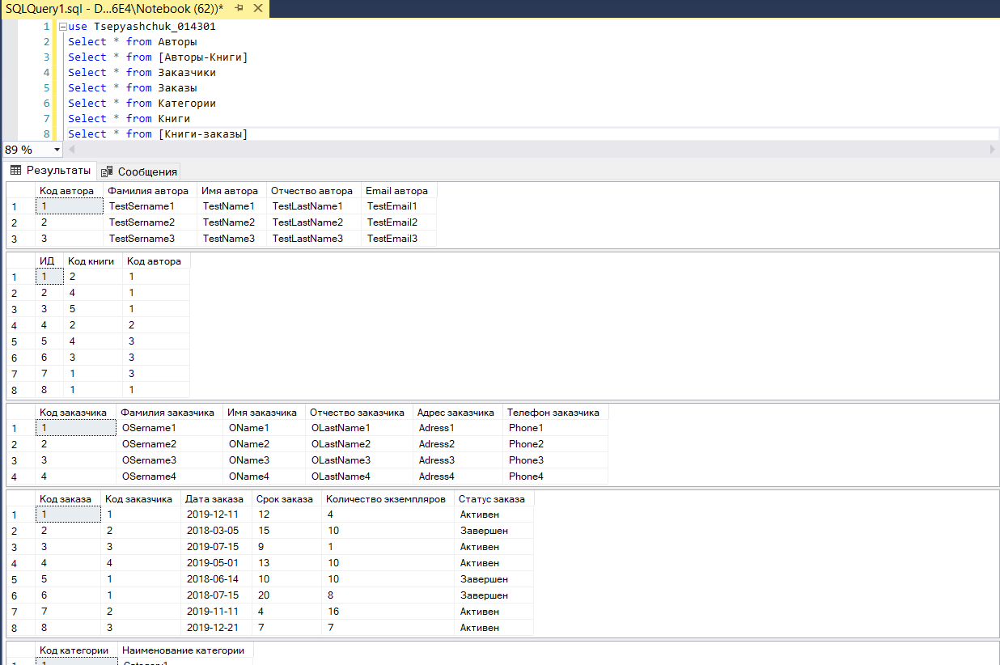 SQLQuery1.sql - D...6E4\Notebook (62))*
1 use Tsepyashchuk_014301
2 Select * from Авторы
3 Select * from [Авторы-Книги]
4 Select * from Заказчики
5 Select * from Заказы
6 Select * from Категории
7 Select * from Книги
8 Select * from [Книги-заказы]
89 %
Результаты Сообщения
Код автора Фамилия автора Имя автора Отчество автора Email автора
1 1 TestSername1 TestName1 TestLastName1 TestEmail1
2 2 TestSername2 TestName2 TestLastName2 TestEmail2
3 3 TestSername3 TestName3 TestLastName3 TestEmail3
ИД Код книги Код автора
1 1 2 1
2 2 4 1
3 3 5 1
4 4 2 2
5 5 4 3
6 6 3 3
7 7 1 3
8 8 1 1
Код заказчика Фамилия заказчика Имя заказчика Отчество заказчика Адрес заказчика Телефон заказчика
1 1 OSername1 OName1 OLastName1 Adress1 Phone1
2 2 OSername2 OName2 OLastName2 Adress2 Phone2
3 3 OSername3 OName3 OLastName3 Adress3 Phone3
4 4 OSername4 OName4 OLastName4 Adress4 Phone4
Код заказа Код заказчика Дата заказа Срок заказа Количество экземпляров Статус заказа
1 1 1 2019-12-11 12 4 Активен
2 2 2 2018-03-05 15 10 Завершен
3 3 3 2019-07-15 9 1 Активен
4 4 4 2019-05-01 13 10 Активен
5 5 1 2018-06-14 10 10 Завершен
6 6 1 2018-07-15 20 8 Завершен
7 7 2 2019-11-11 4 16 Активен
8 8 3 2019-12-21 7 7 Активен
Код категории Наименование категории
1 1 Category1